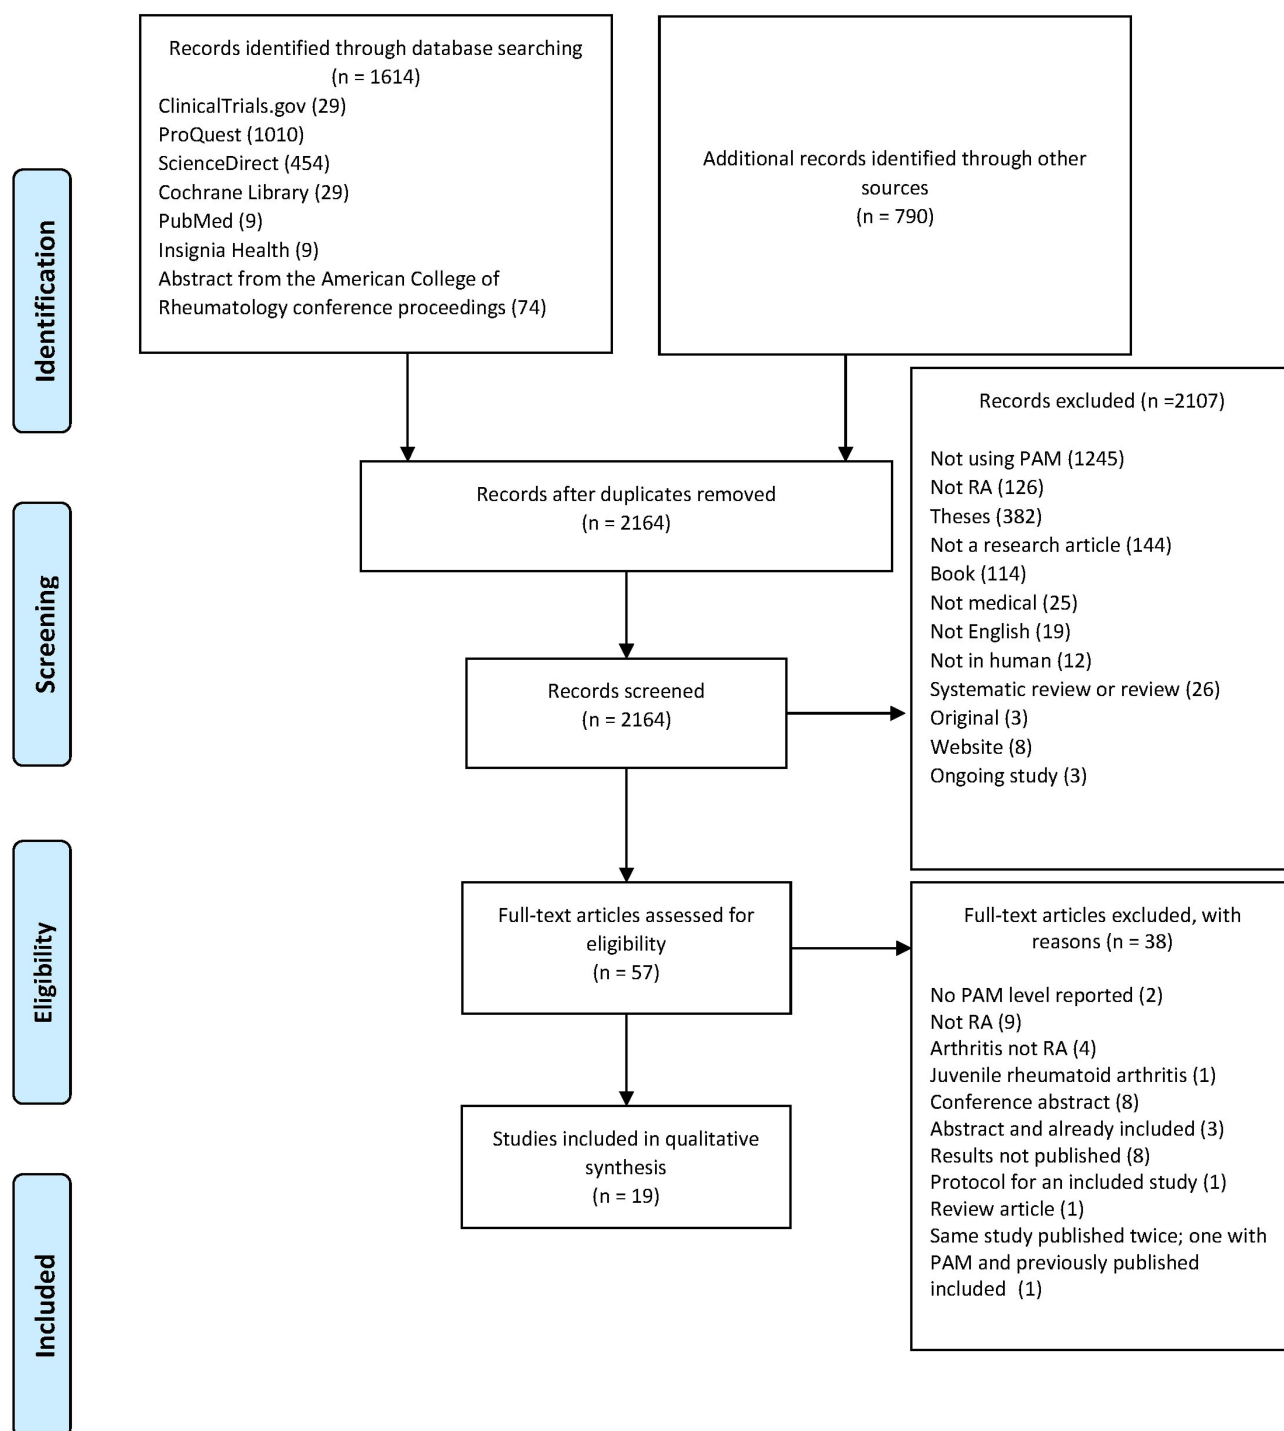 Records identified through database searching
(n = 1614)
ClinicalTrials.gov (29)
ProQuest (1010)
ScienceDirect (454)
Cochrane Library (29)
PubMed (9)
Insignia Health (9)
Abstract from the American College of
Rheumatology conference proceedings (74)
Additional records identified through other
sources
(n = 790)
Identification
Records after duplicates removed
(n = 2164)
Records excluded (n =2107)
Not using PAM (1245)
Not RA (126)
Theses (382)
Not a research article (144)
Book (114)
Not medical (25)
Not English (19)
Not in human (12)
Systematic review or review (26)
Original (3)
Website (8)
Ongoing study (3)
Screening
Records screened
(n = 2164)
Eligibility
Full-text articles assessed for
eligibility
(n = 57)
Full-text articles excluded, with
reasons (n = 38)
No PAM level reported (2)
Not RA (9)
Arthritis not RA (4)
Juvenile rheumatoid arthritis (1)
Conference abstract (8)
Abstract and already included (3)
Results not published (8)
Protocol for an included study (1)
Review article (1)
Same study published twice; one with
PAM and previously published
included (1)
Included
Studies included in qualitative
synthesis
(n = 19)